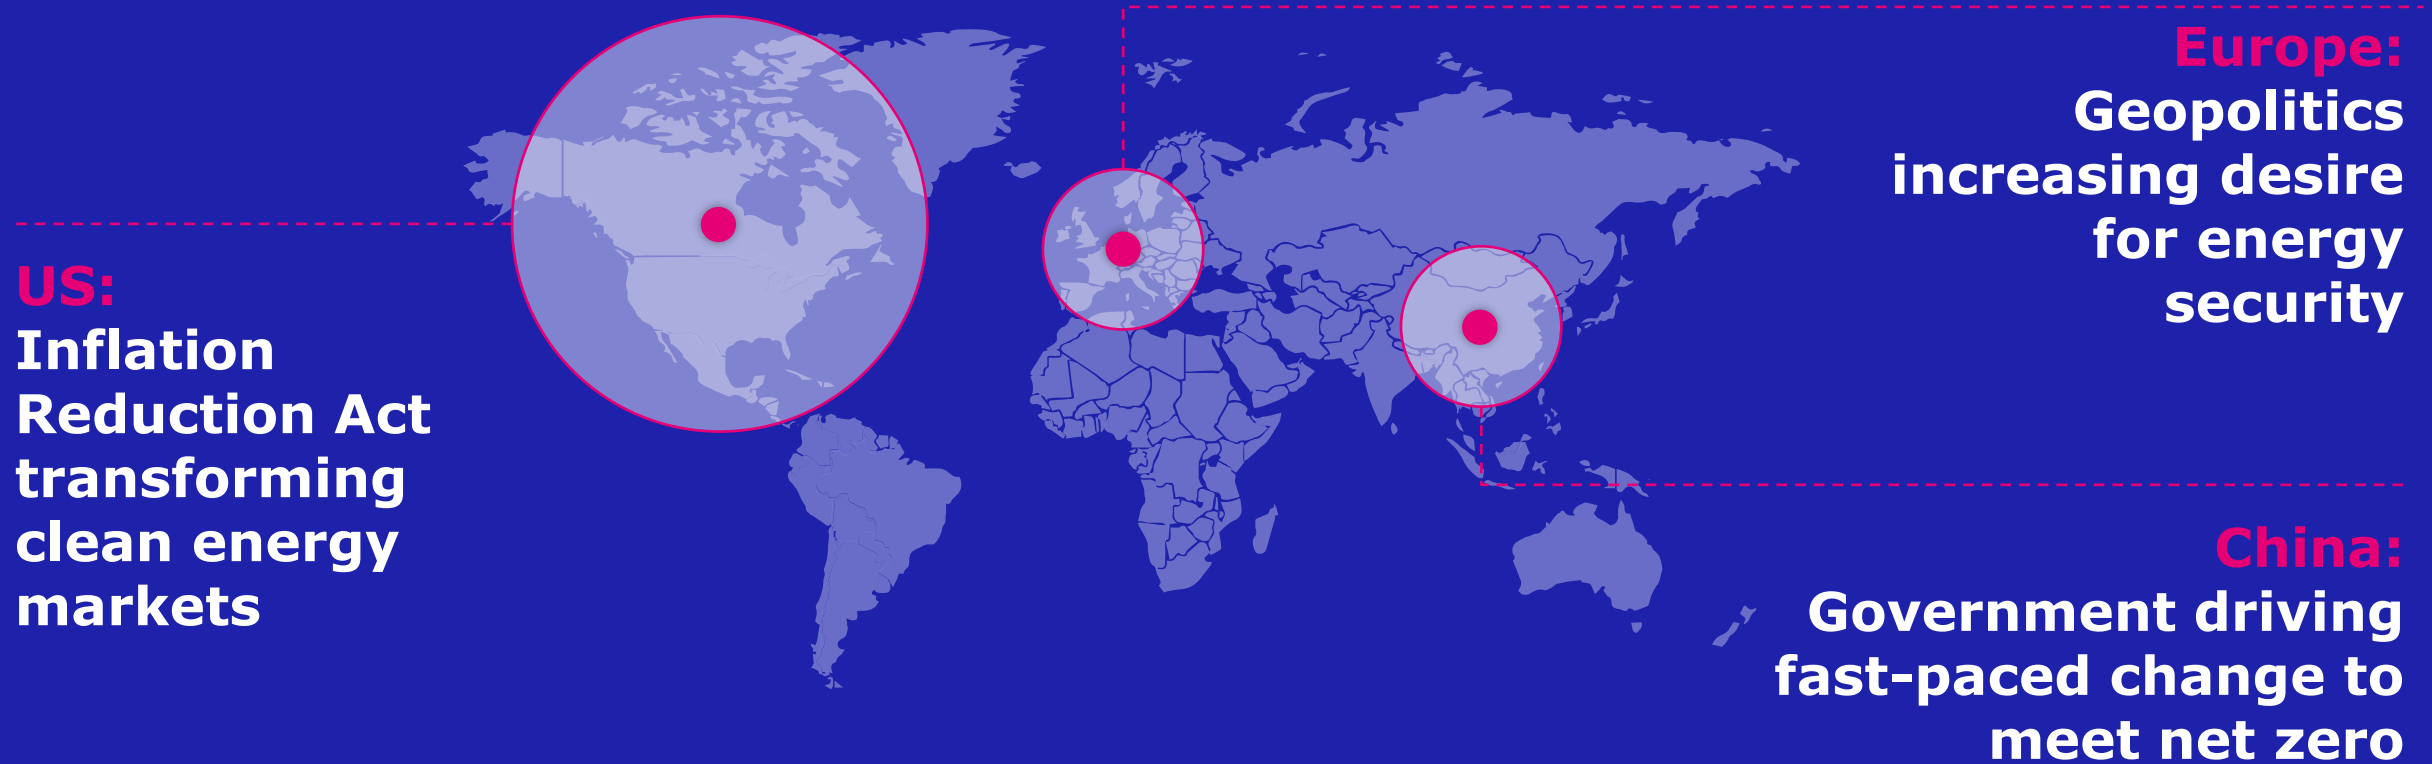 US:
Inflation
Reduction Act
transforming
clean energy
markets
Europe:
Geopolitics
increasing desire
for energy
security
China:
Government driving
fast-paced change to
meet net zero